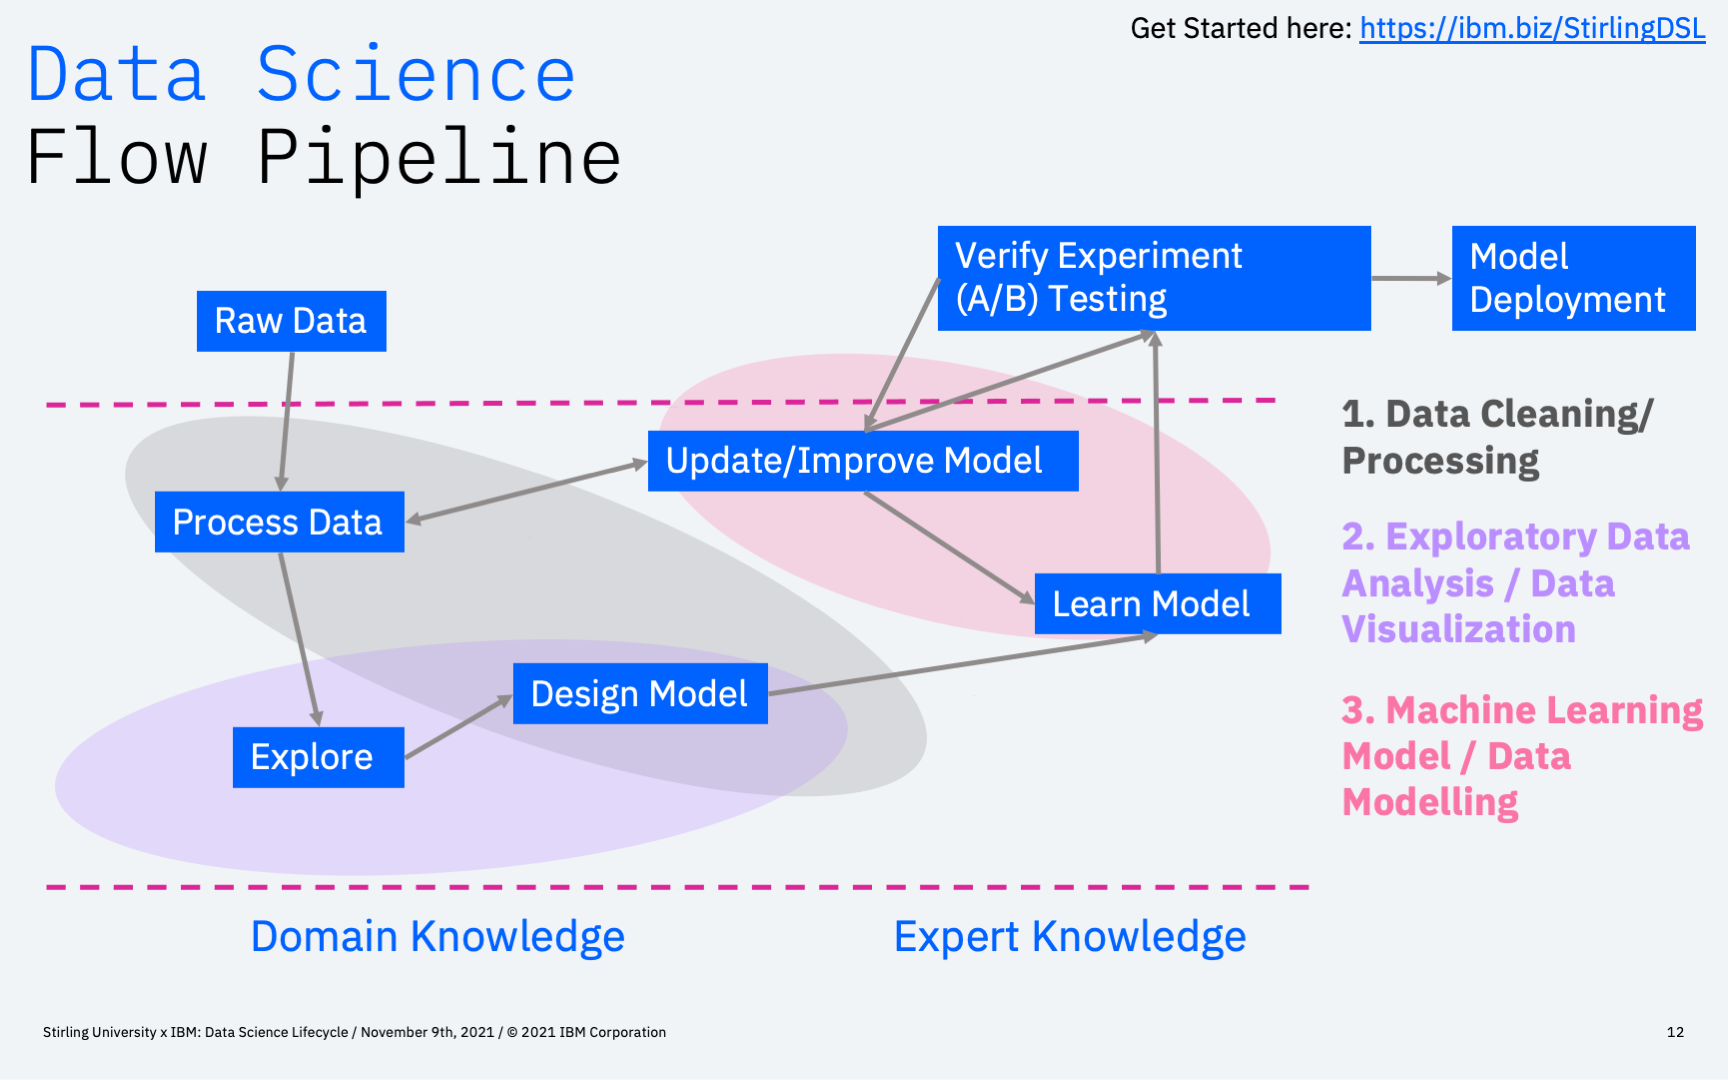 Get Started here: https://ibm.biz/StirlingDSL
Data Science
Flow Pipeline
Verify Experiment
(A/B) Testing
Model
Deployment
Raw Data
Update/Improve Model
Process Data
Learn Model
Design Model
Explore
1. Data Cleaning/
Processing
2. Exploratory Data
Analysis / Data
Visualization
3. Machine Learning
Model / Data
Modelling
Domain Knowledge
Expert Knowledge
Stirling University x IBM: Data Science Lifecycle / November 9th, 2021 / © 2021 IBM Corporation
12